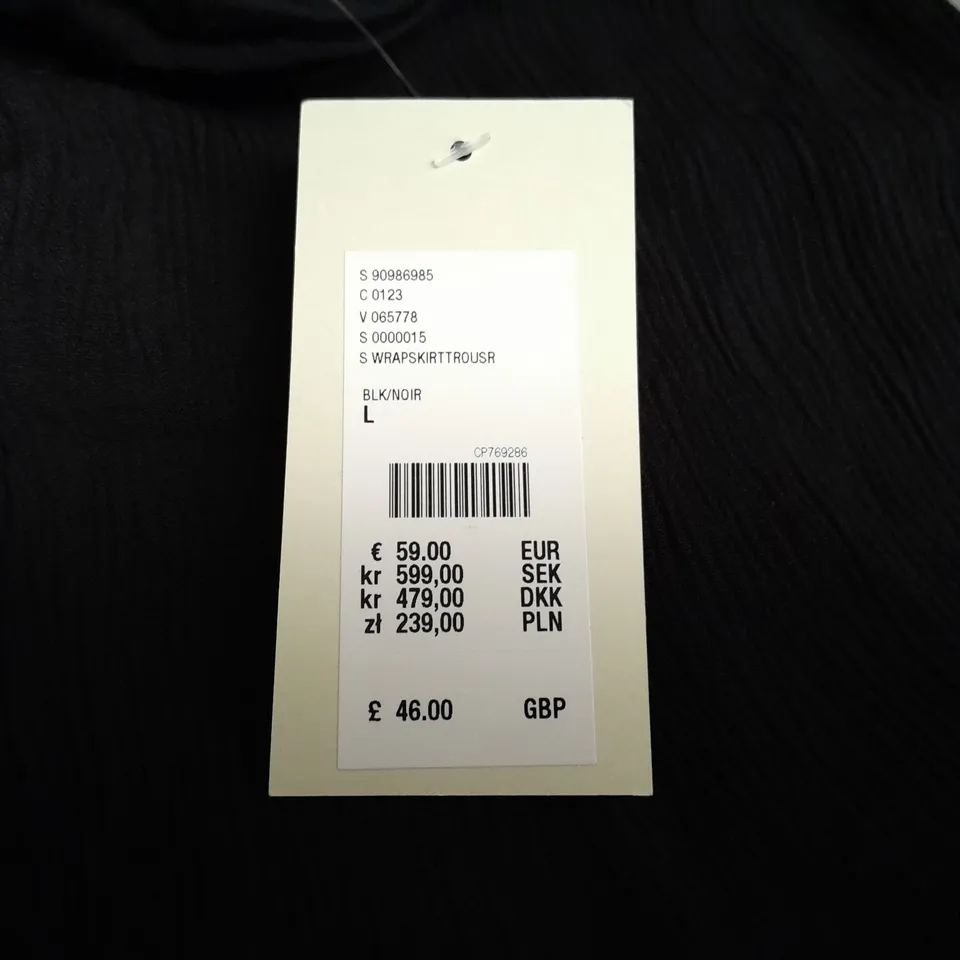 S 90986985
C 0123
V 065778
S 0000015
S WRAPSKIRTTROUSR
BLK/NOIR
L
CP769286
€ 59.00 EUR
kr 599,00 SEK
kr 479,00 DKK
zł 239,00 PLN
£ 46.00 GBP